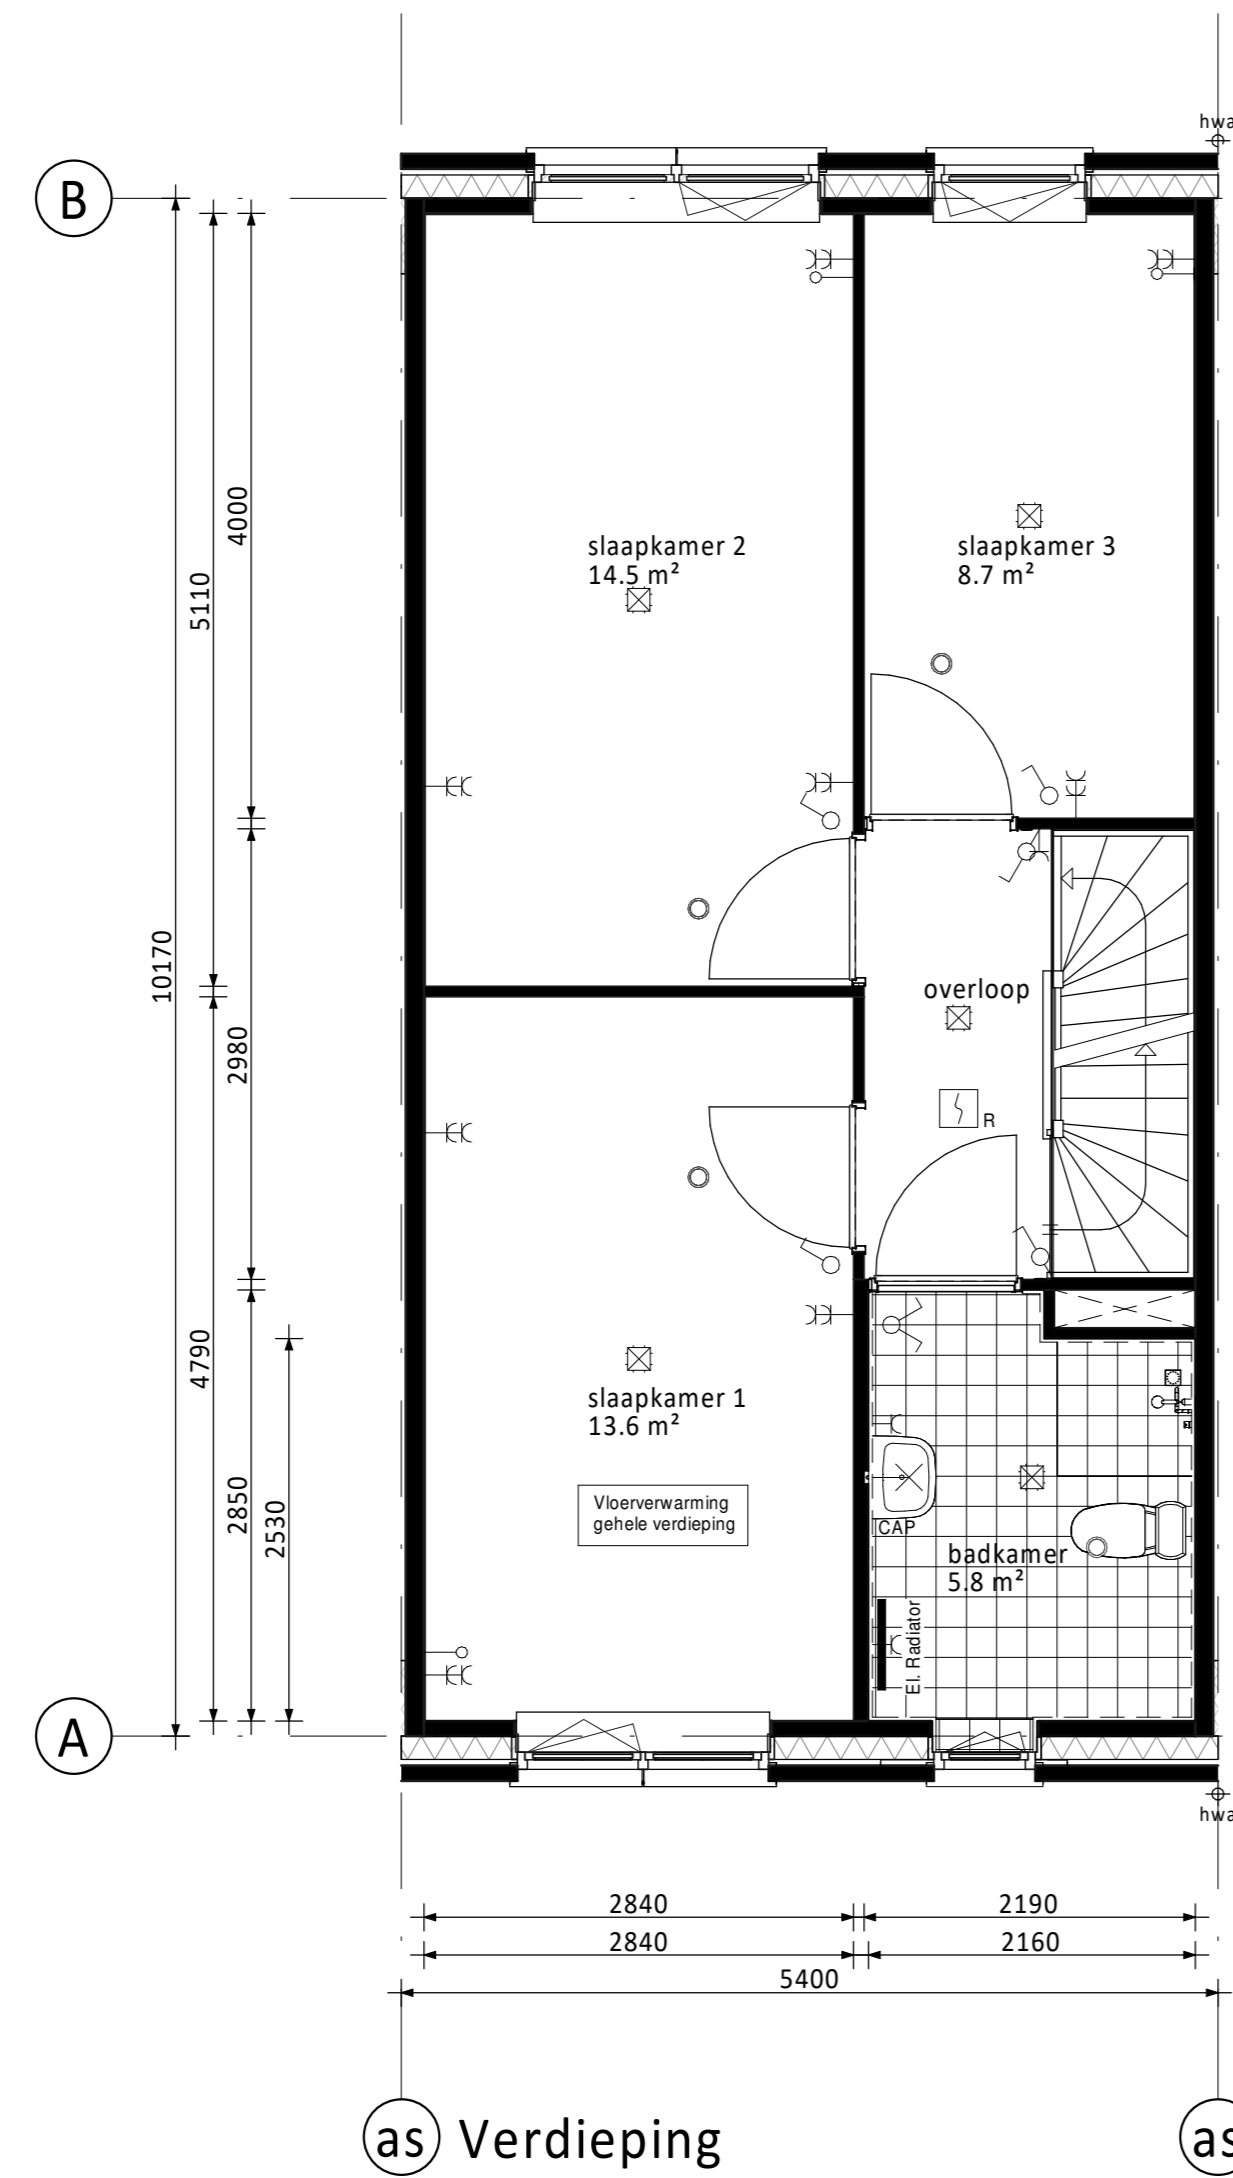 hwa
B
4000
5110
slaapkamer 2
14.5 m²
slaapkamer 3
8.7 m²
10170
2980
overloop
R
4790
slaapkamer 1
13.6 m²
2850
2530
Vloerverwarming
gehele verdieping
CAP
badkamer
5.8 m²
El. Radiator
A
hwa
2840 2190
2840 2160
5400
as Verdieping as